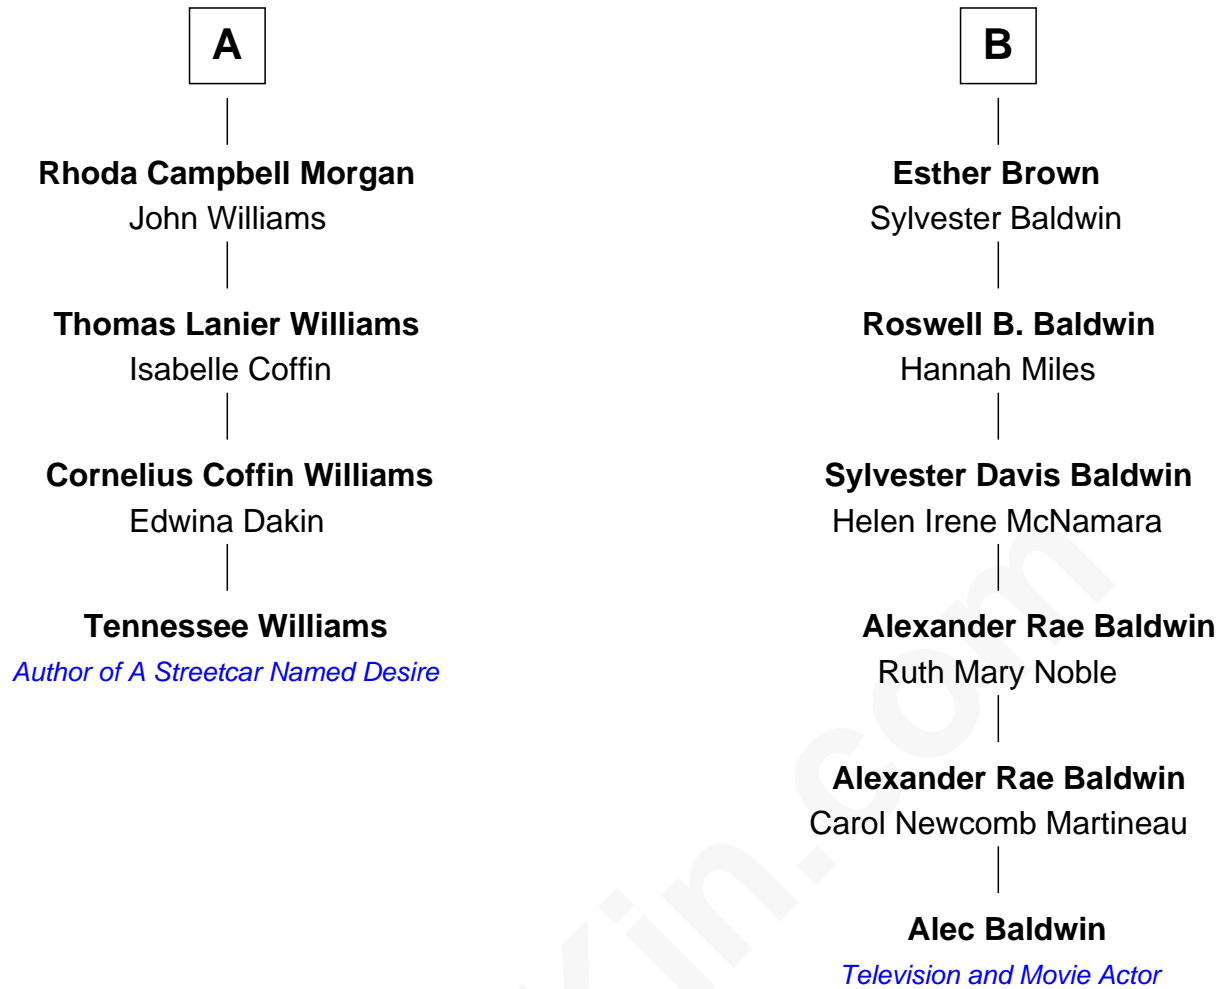 A
Rhoda Campbell Morgan
John Williams
Thomas Lanier Williams
Isabelle Coffin
Cornelius Coffin Williams
Edwina Dakin
Tennessee Williams
Author of A Streetcar Named Desire
B
Esther Brown
Sylvester Baldwin
Roswell B. Baldwin
Hannah Miles
Sylvester Davis Baldwin
Helen Irene McNamara
Alexander Rae Baldwin
Ruth Mary Noble
Alexander Rae Baldwin
Carol Newcomb Martineau
Alec Baldwin
Television and Movie Actor
Kin.com